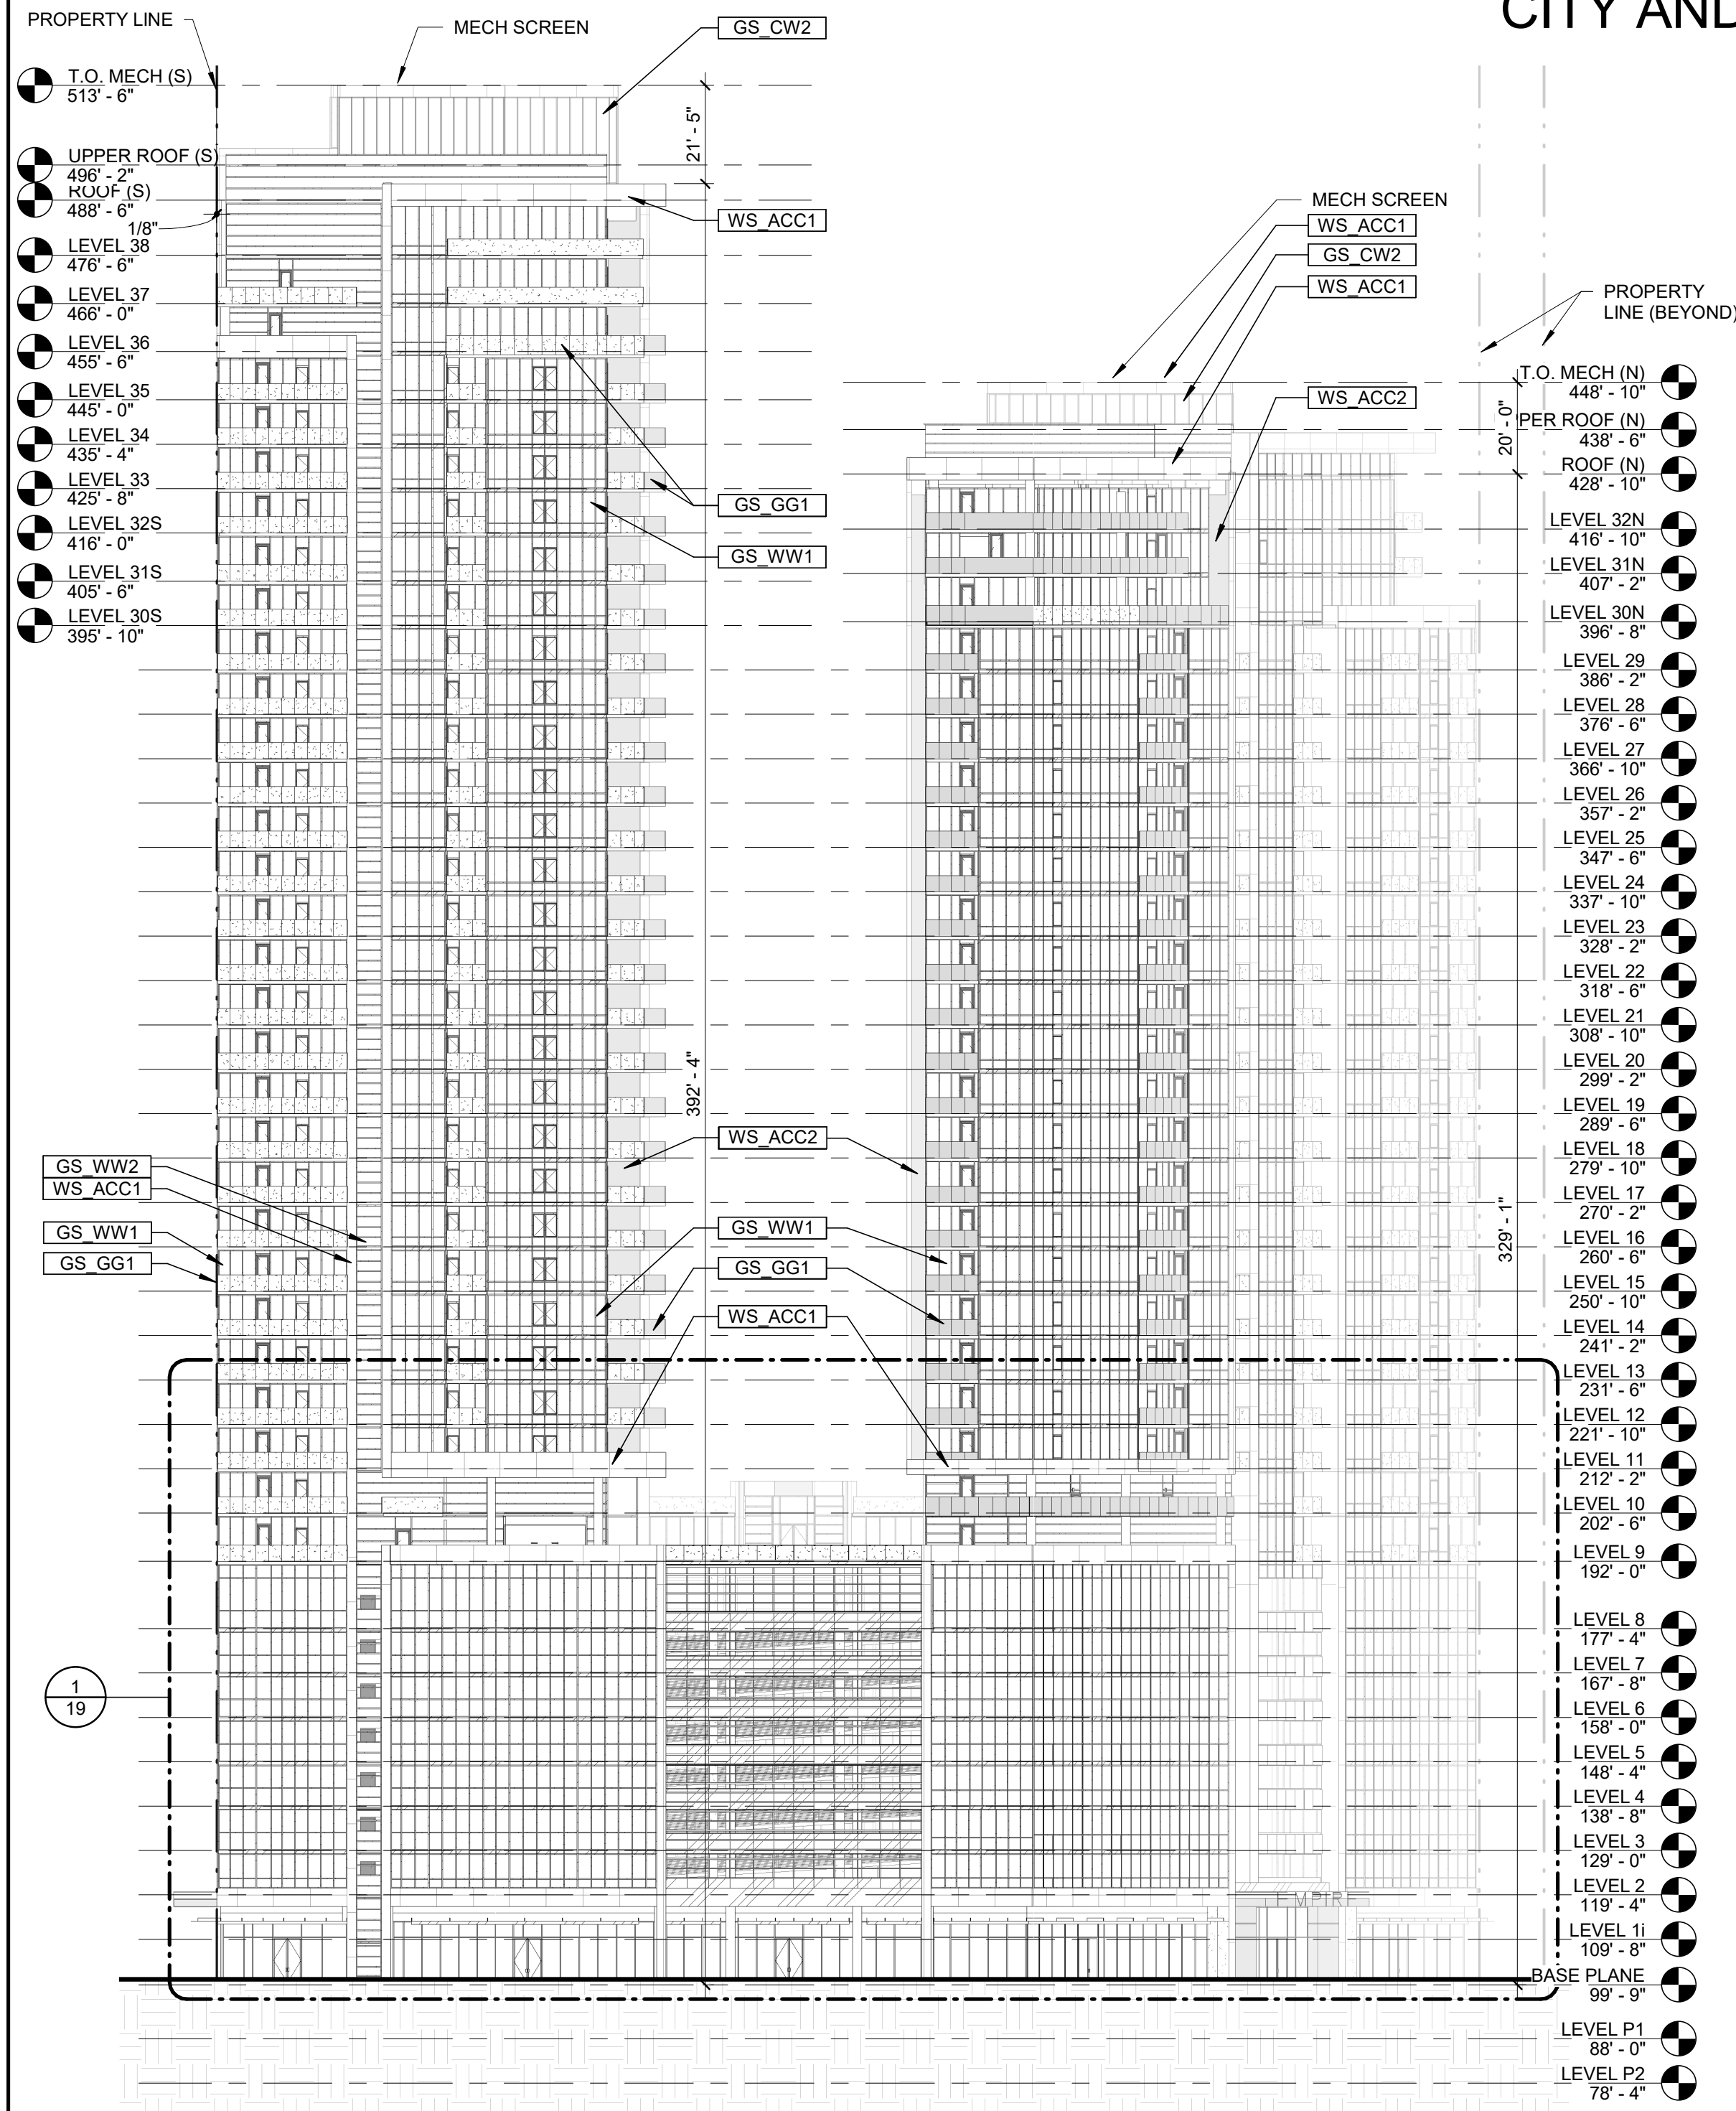 CITY AND
PROPERTY LINE
MECH SCREEN
GS_CW2
T.O. MECH (S)
513' - 6"
21' - 5"
UPPER ROOF (S)
496' - 2"
ROOF (S)
488' - 6"
1/8"
WS_ACC1
LEVEL 38
476' - 6"
LEVEL 37
466' - 0"
LEVEL 36
455' - 6"
LEVEL 35
445' - 0"
LEVEL 34
435' - 4"
LEVEL 33
425' - 8"
LEVEL 32S
416' - 0"
LEVEL 31S
405' - 6"
LEVEL 30S
395' - 10"
GS_GG1
GS_WW1
MECH SCREEN
WS_ACC1
GS_CW2
WS_ACC1
PROPERTY
LINE (BEYOND)
WS_ACC2
20' - 0"
T.O. MECH (N)
448' - 10"
PER ROOF (N)
438' - 6"
ROOF (N)
428' - 10"
LEVEL 32N
416' - 10"
LEVEL 31N
407' - 2"
LEVEL 30N
396' - 8"
LEVEL 29
386' - 2"
LEVEL 28
376' - 6"
LEVEL 27
366' - 10"
LEVEL 26
357' - 2"
LEVEL 25
347' - 6"
LEVEL 24
337' - 10"
LEVEL 23
328' - 2"
LEVEL 22
318' - 6"
LEVEL 21
308' - 10"
LEVEL 20
299' - 2"
LEVEL 19
289' - 6"
LEVEL 18
279' - 10"
LEVEL 17
270' - 2"
LEVEL 16
260' - 6"
LEVEL 15
250' - 10"
LEVEL 14
241' - 2"
LEVEL 13
231' - 6"
LEVEL 12
221' - 10"
LEVEL 11
212' - 2"
LEVEL 10
202' - 6"
LEVEL 9
192' - 0"
LEVEL 8
177' - 4"
LEVEL 7
167' - 8"
LEVEL 6
158' - 0"
LEVEL 5
148' - 4"
LEVEL 4
138' - 8"
LEVEL 3
129' - 0"
LEVEL 2
119' - 4"
LEVEL 1i
109' - 8"
BASE PLANE
99' - 9"
LEVEL P1
88' - 0"
LEVEL P2
78' - 4"
392' - 4"
329' - 1"
WS_ACC2
GS_WW1
GS_GG1
WS_ACC1
GS_WW2
WS_ACC1
GS_WW1
GS_GG1
1
19